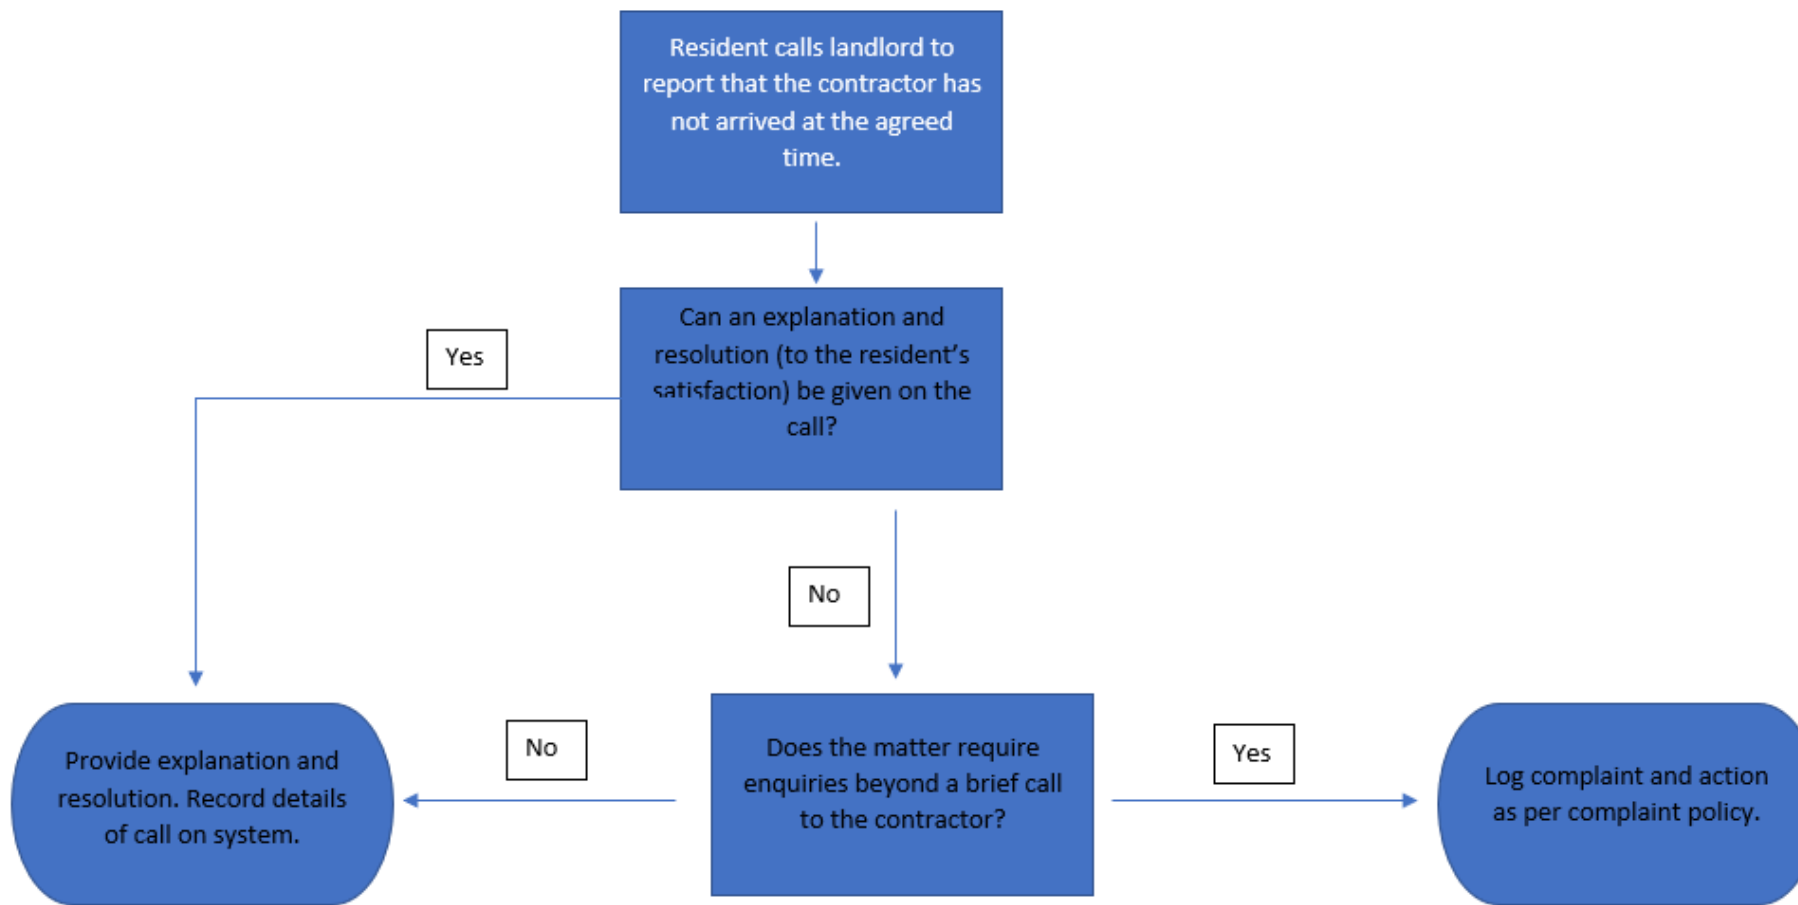 Resident calls landlord to
report that the contractor has
not arrived at the agreed
time.
Can an explanation and
resolution (to the resident’s
satisfaction) be given on the
call?
Yes
No
Does the matter require
enquiries beyond a brief call
to the contractor?
No
Yes
Provide explanation and
resolution. Record details
of call on system.
Log complaint and action
as per complaint policy.